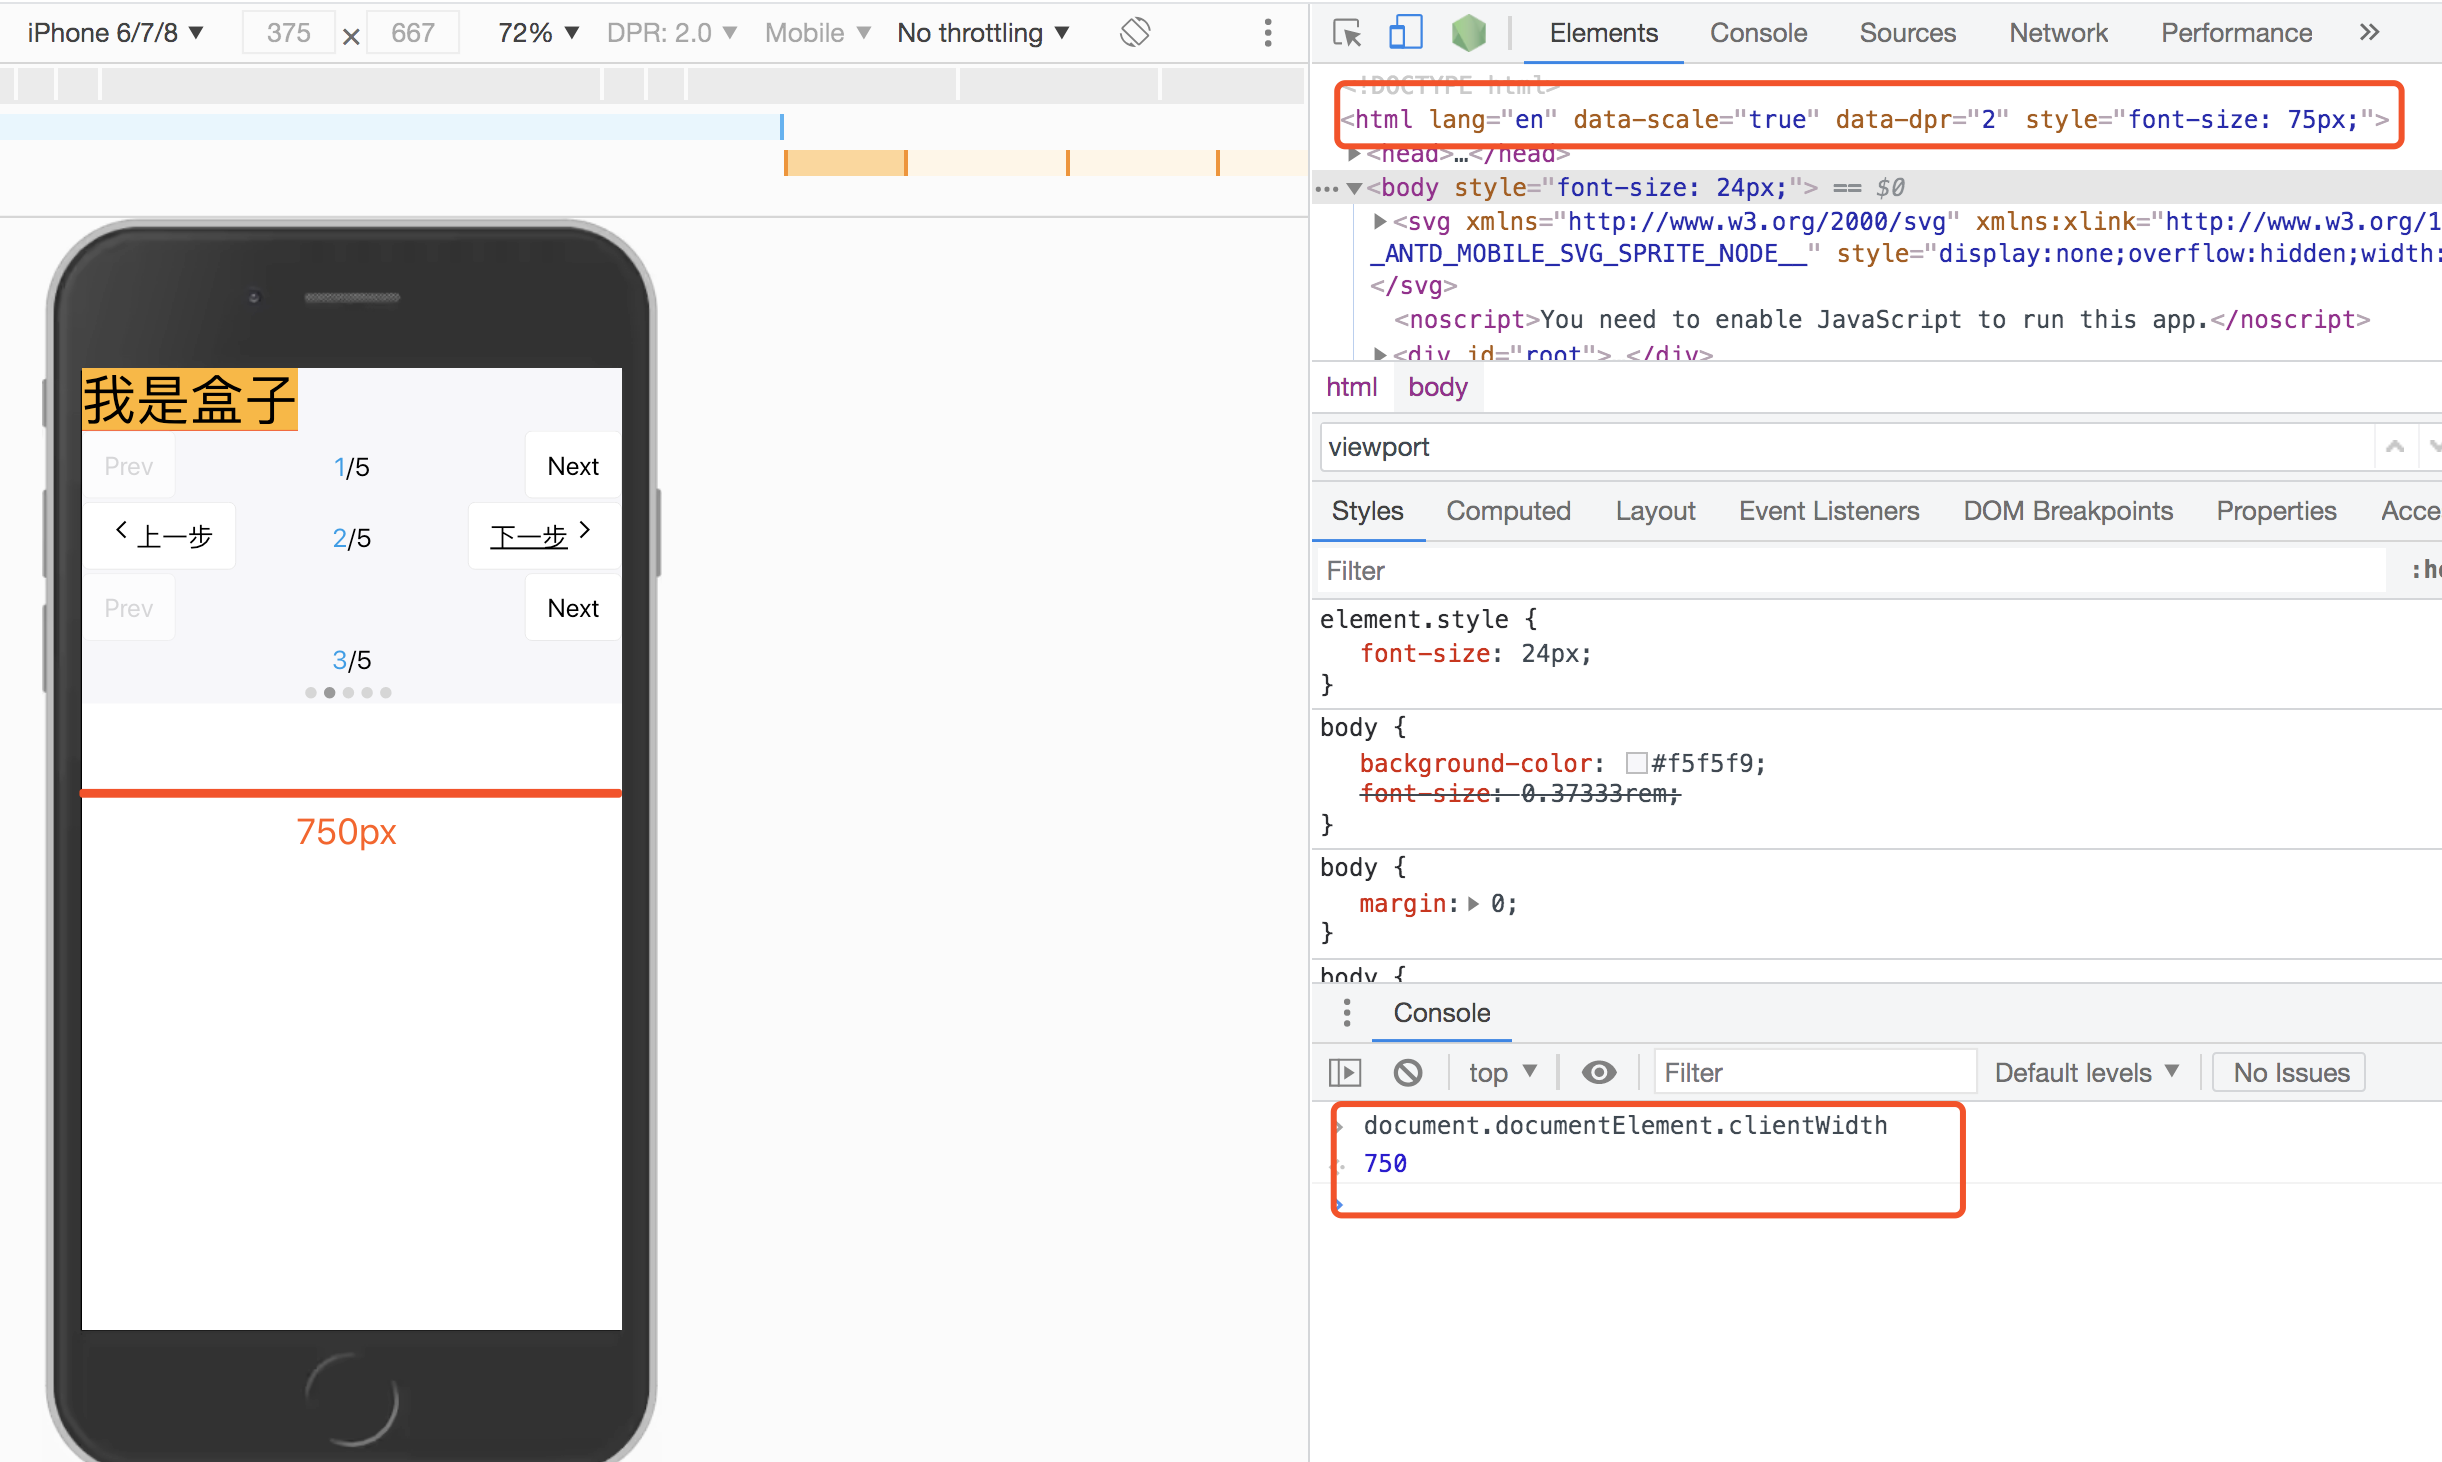 iPhone 6/7/8 ▼ 375 × 667 72% ▼ DPR: 2.0 ▼ Mobile ▼ No throttling ▼
Elements Console Sources Network Performance »
<!DOCTYPE html>
<html lang="en" data-scale="true" data-dpr="2" style="font-size: 75px;">
▶<head>…</head>
…▼<body style="font-size: 24px;"> == $0
▶<svg xmlns="http://www.w3.org/2000/svg" xmlns:xlink="http://www.w3.org/1
_ANTD_MOBILE_SVG_SPRITE_NODE__" style="display:none;overflow:hidden;width:
</svg>
<noscript>You need to enable JavaScript to run this app.</noscript>
▶<div id="root"> </div>
html body
viewport
Styles Computed Layout Event Listeners DOM Breakpoints Properties Acce
Filter :ho
element.style {
font-size: 24px;
}
body {
background-color: #f5f5f9;
font-size: 0.37333rem;
}
body {
margin: ▶ 0;
}
body {
Console
top ▼ Filter Default levels ▼ No Issues
› document.documentElement.clientWidth
750
›
我是盒子
Prev 1/5 Next
上一步 2/5 下一步
Prev Next
3/5
750px